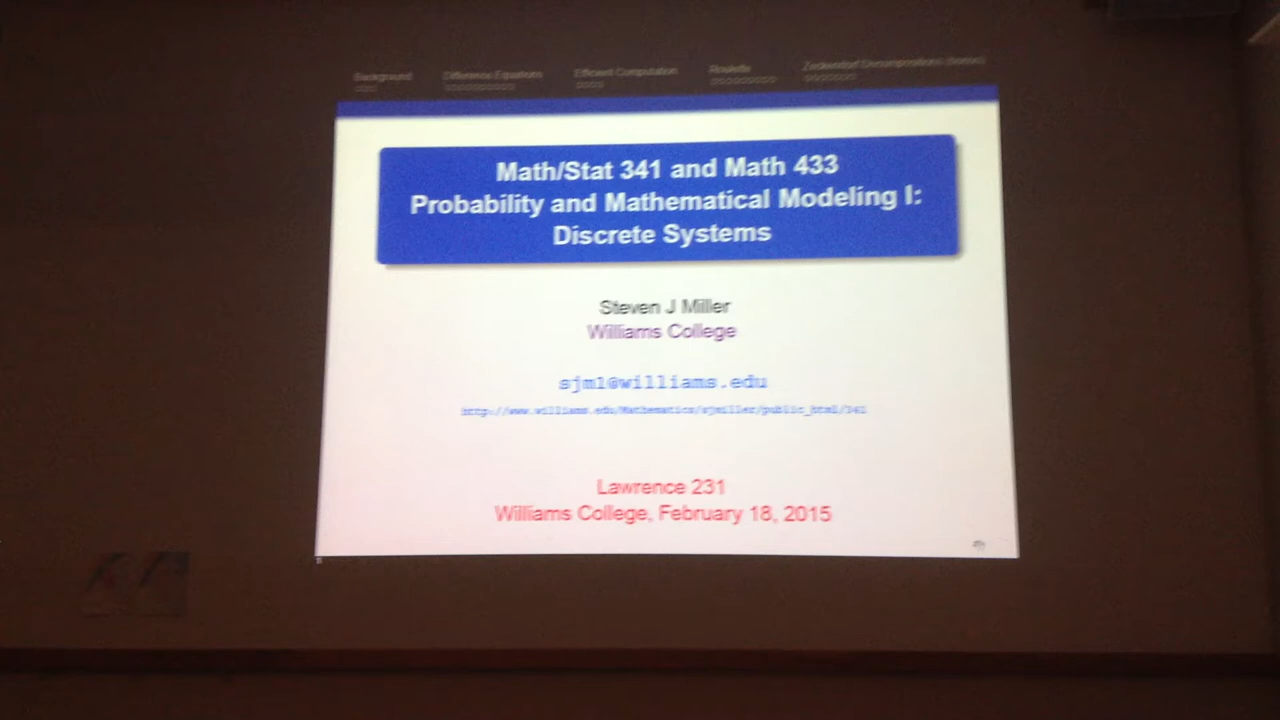 Background Difference Equations Efficient Computation Roulette Zeckendorf Decompositions (bonus)
Math/Stat 341 and Math 433
Probability and Mathematical Modeling I:
Discrete Systems
Steven J Miller
Williams College
sjm1@williams.edu
http://www.williams.edu/Mathematics/sjmiller/public_html/341
Lawrence 231
Williams College, February 18, 2015